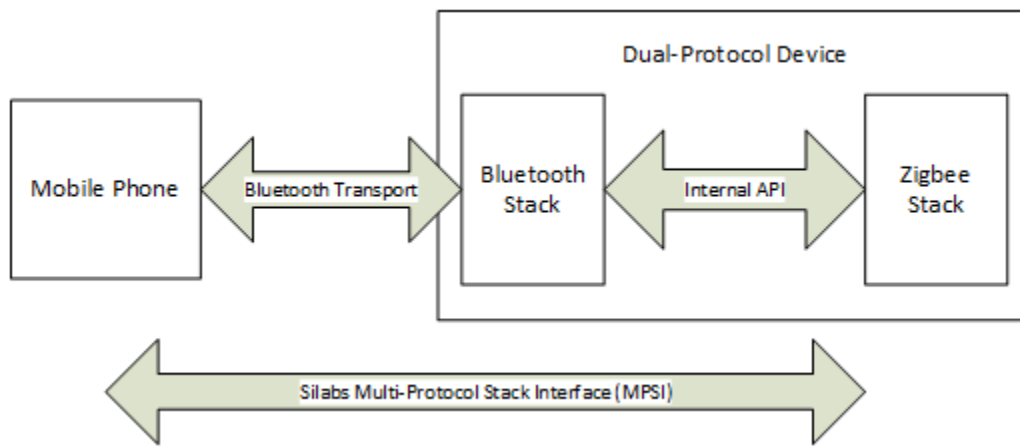 Dual-Protocol Device
Mobile Phone
Bluetooth Transport
Bluetooth
Stack
Internal API
Zigbee
Stack
Silabs Multi-Protocol Stack Interface (MPSI)